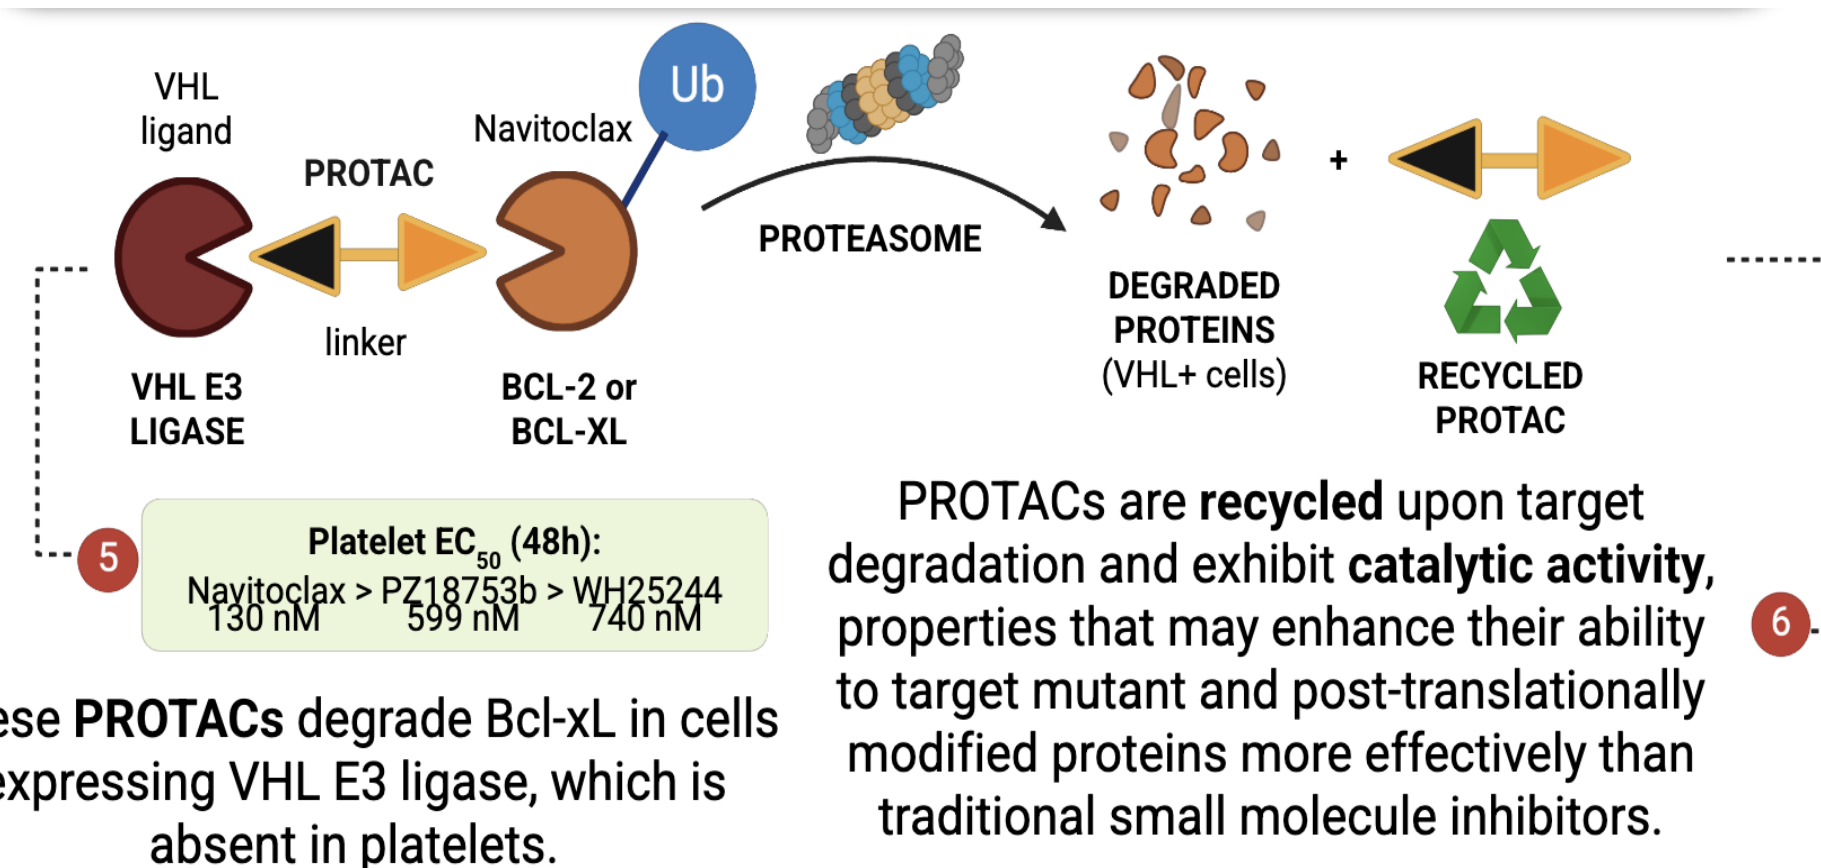 VHL
ligand
PROTAC
linker
Navitoclax
Ub
VHL E3
LIGASE
BCL-2 or
BCL-XL
PROTEASOME
DEGRADED
PROTEINS
(VHL+ cells)
+
RECYCLED
PROTAC
5
Platelet EC50 (48h):
Navitoclax > PZ18753b > WH25244
130 nM 599 nM 740 nM
ese PROTACs degrade Bcl-xL in cells
expressing VHL E3 ligase, which is
absent in platelets.
PROTACs are recycled upon target
degradation and exhibit catalytic activity,
properties that may enhance their ability
to target mutant and post-translationally
modified proteins more effectively than
traditional small molecule inhibitors.
6